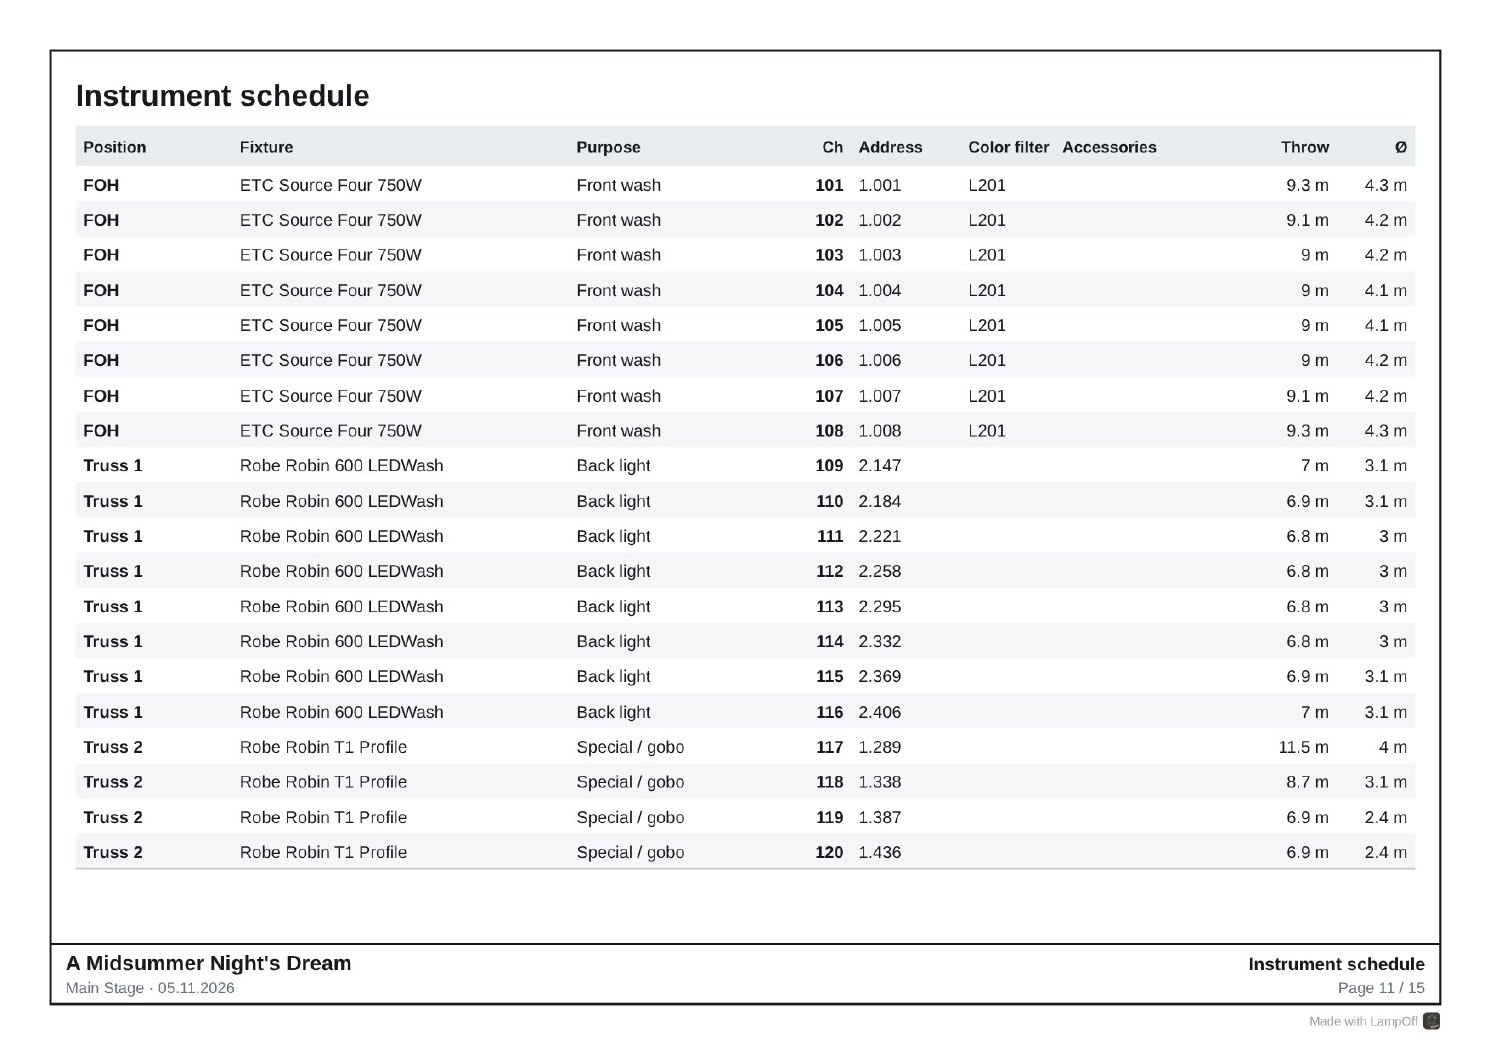 Instrument schedule
Position Fixture Purpose Ch Address Color filter Accessories Throw Ø
FOH ETC Source Four 750W Front wash 101 1.001 L201 9.3 m 4.3 m
FOH ETC Source Four 750W Front wash 102 1.002 L201 9.1 m 4.2 m
FOH ETC Source Four 750W Front wash 103 1.003 L201 9 m 4.2 m
FOH ETC Source Four 750W Front wash 104 1.004 L201 9 m 4.1 m
FOH ETC Source Four 750W Front wash 105 1.005 L201 9 m 4.1 m
FOH ETC Source Four 750W Front wash 106 1.006 L201 9 m 4.2 m
FOH ETC Source Four 750W Front wash 107 1.007 L201 9.1 m 4.2 m
FOH ETC Source Four 750W Front wash 108 1.008 L201 9.3 m 4.3 m
Truss 1 Robe Robin 600 LEDWash Back light 109 2.147 7 m 3.1 m
Truss 1 Robe Robin 600 LEDWash Back light 110 2.184 6.9 m 3.1 m
Truss 1 Robe Robin 600 LEDWash Back light 111 2.221 6.8 m 3 m
Truss 1 Robe Robin 600 LEDWash Back light 112 2.258 6.8 m 3 m
Truss 1 Robe Robin 600 LEDWash Back light 113 2.295 6.8 m 3 m
Truss 1 Robe Robin 600 LEDWash Back light 114 2.332 6.8 m 3 m
Truss 1 Robe Robin 600 LEDWash Back light 115 2.369 6.9 m 3.1 m
Truss 1 Robe Robin 600 LEDWash Back light 116 2.406 7 m 3.1 m
Truss 2 Robe Robin T1 Profile Special / gobo 117 1.289 11.5 m 4 m
Truss 2 Robe Robin T1 Profile Special / gobo 118 1.338 8.7 m 3.1 m
Truss 2 Robe Robin T1 Profile Special / gobo 119 1.387 6.9 m 2.4 m
Truss 2 Robe Robin T1 Profile Special / gobo 120 1.436 6.9 m 2.4 m
A Midsummer Night's Dream Instrument schedule
Main Stage · 05.11.2026 Page 11 / 15
Made with LampOff